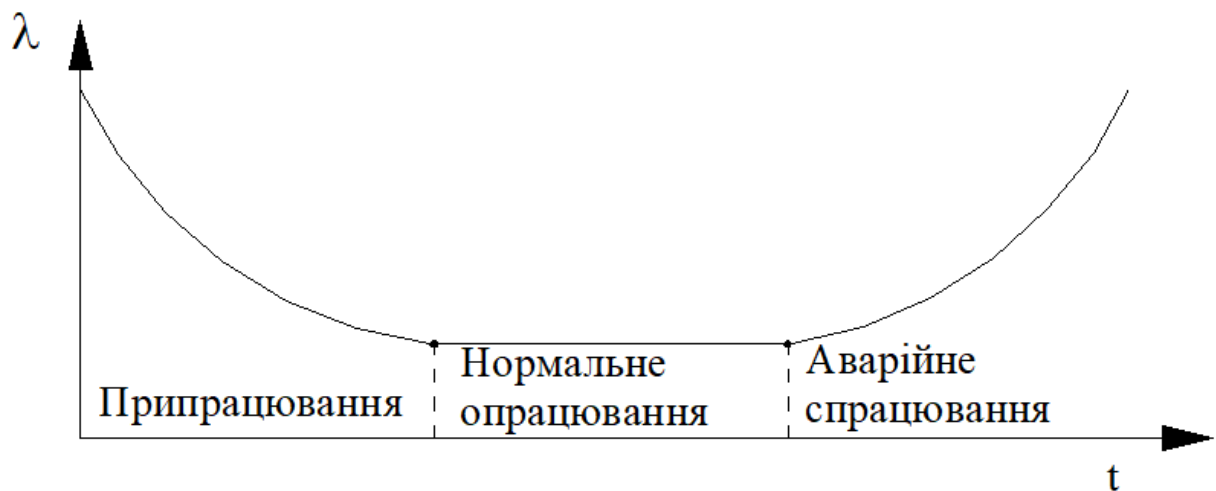 λ
Припрацювання
Нормальне
опрацювання
Аварійне
спрацювання
t